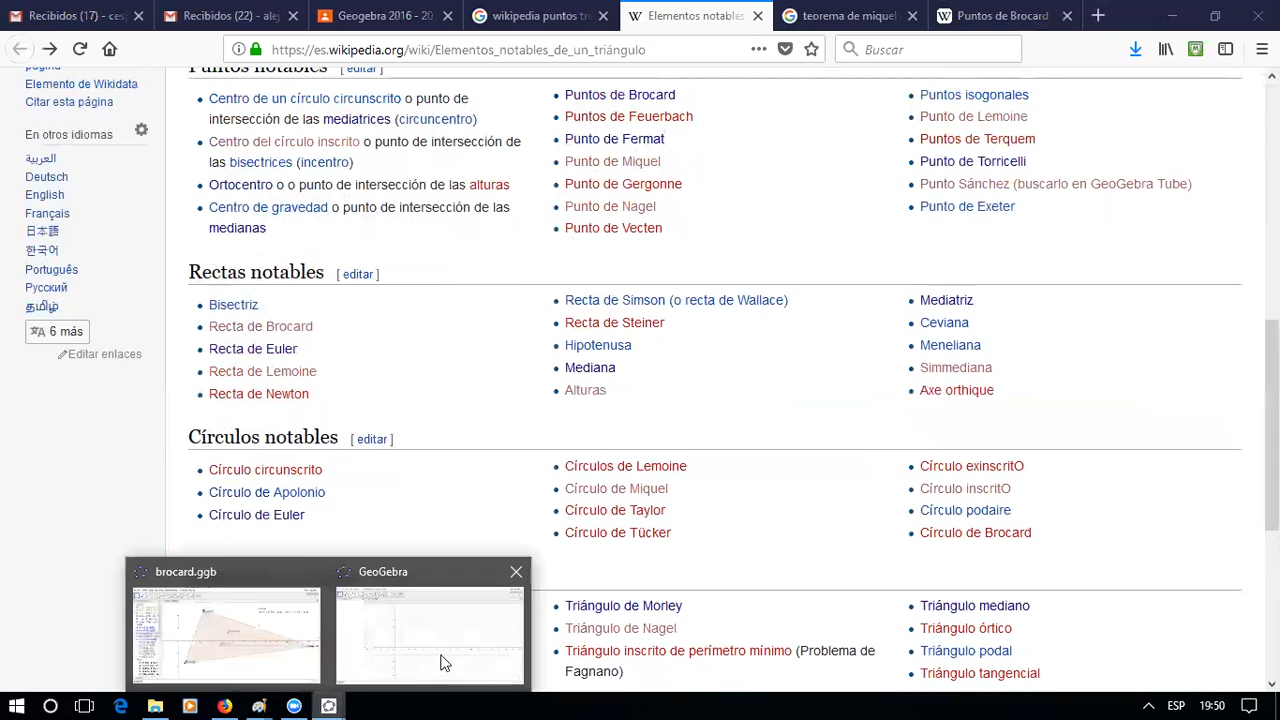 Recibidos (17) - cesp
Recibidos (22) - alej
Geogebra 2016 - 20
wikipedia puntos tr
Elementos notables
teorema de miquel
Puntos de Brocard
https://es.wikipedia.org/wiki/Elementos_notables_de_un_triángulo
Buscar
página
Elemento de Wikidata
Citar esta página
En otros idiomas
العربية
Deutsch
English
Français
日本語
한국어
Português
Русский
தமிழ்
6 más
Editar enlaces
Puntos notables [ editar ]
Centro de un círculo circunscrito o punto de
intersección de las mediatrices (circuncentro)
Centro del círculo inscrito o punto de intersección de
las bisectrices (incentro)
Ortocentro o o punto de intersección de las alturas
Centro de gravedad o punto de intersección de las
medianas
Puntos de Brocard
Puntos de Feuerbach
Punto de Fermat
Punto de Miquel
Punto de Gergonne
Punto de Nagel
Punto de Vecten
Puntos isogonales
Punto de Lemoine
Puntos de Terquem
Punto de Torricelli
Punto Sánchez (buscarlo en GeoGebra Tube)
Punto de Exeter
Rectas notables [ editar ]
Bisectriz
Recta de Brocard
Recta de Euler
Recta de Lemoine
Recta de Newton
Recta de Simson (o recta de Wallace)
Recta de Steiner
Hipotenusa
Mediana
Alturas
Mediatriz
Ceviana
Meneliana
Simmediana
Axe orthique
Círculos notables [ editar ]
Círculo circunscrito
Círculo de Apolonio
Círculo de Euler
Círculos de Lemoine
Círculo de Miquel
Círculo de Taylor
Círculo de Tücker
Círculo exinscritO
Círculo inscritO
Círculo podaire
Círculo de Brocard
brocard.ggb
GeoGebra
Triángulo de Morley
Triángulo de Nagel
Triángulo inscrito de perímetro mínimo (Problema de
Fagnano)
Triángulo mediano
Triángulo órtico
Triángulo podal
Triángulo tangencial
ESP
19:50